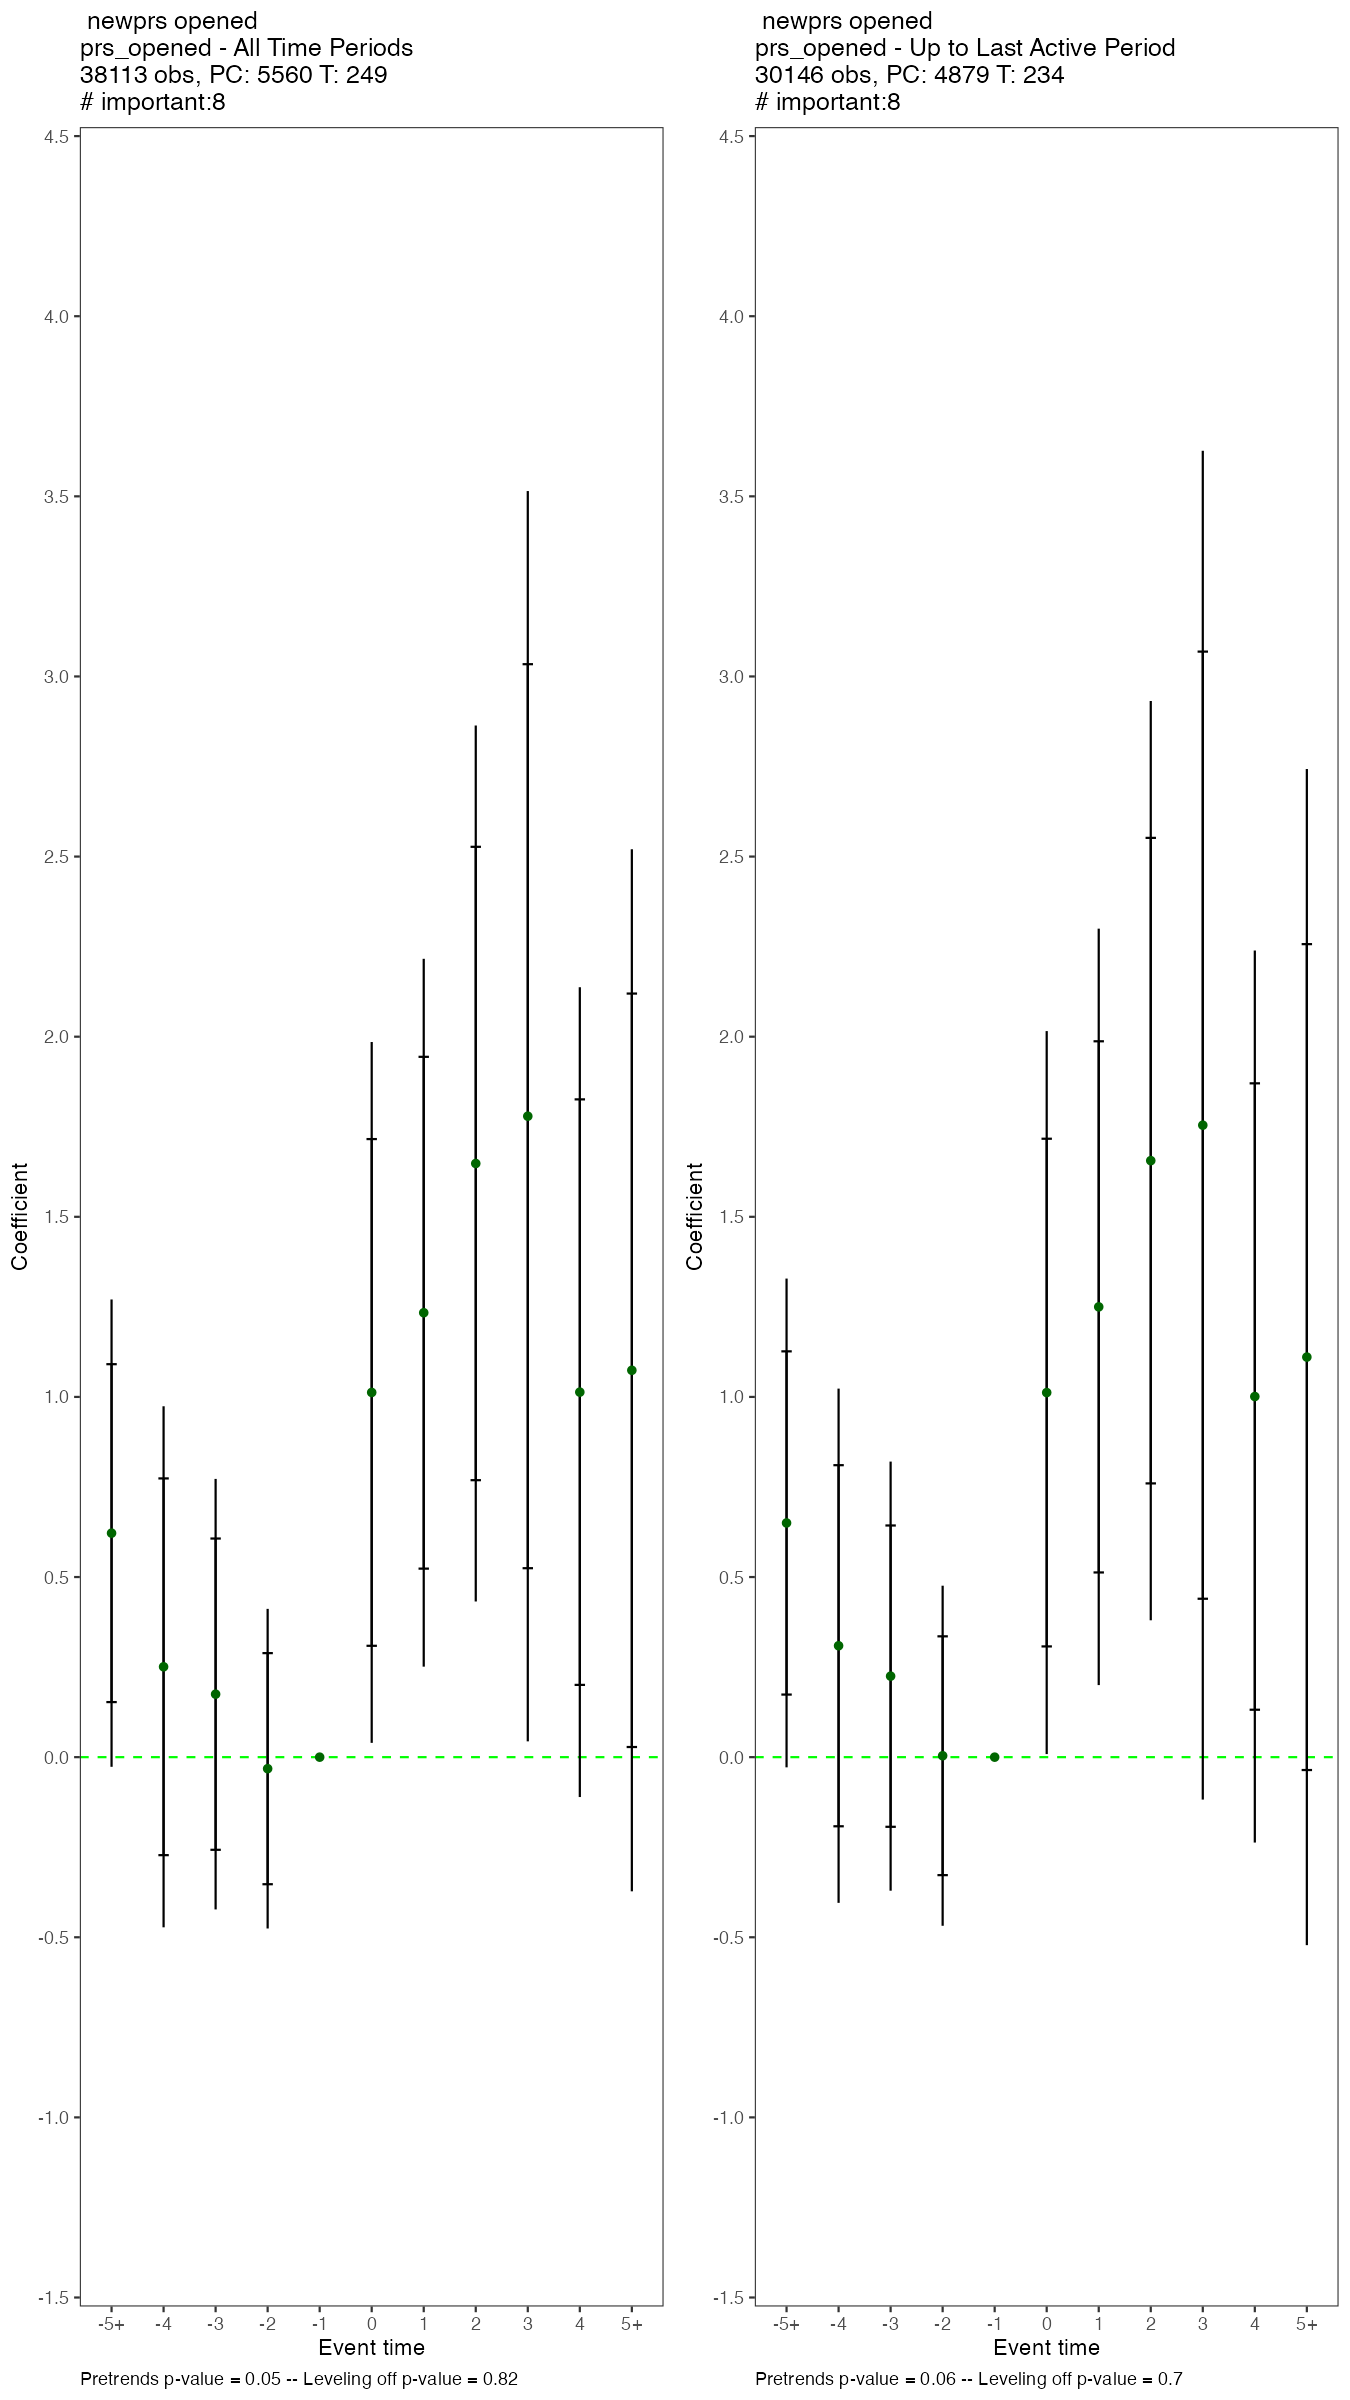 newprs opened
prs_opened - All Time Periods
38113 obs, PC: 5560 T: 249
# important:8
4.5
4.0
3.5
3.0
2.5
2.0
1.5
1.0
0.5
0.0
-0.5
-1.0
-1.5
Coefficient
-5+ -4 -3 -2 -1 0 1 2 3 4 5+
Event time
Pretrends p-value = 0.05 -- Leveling off p-value = 0.82
newprs opened
prs_opened - Up to Last Active Period
30146 obs, PC: 4879 T: 234
# important:8
4.5
4.0
3.5
3.0
2.5
2.0
1.5
1.0
0.5
0.0
-0.5
-1.0
-1.5
Coefficient
-5+ -4 -3 -2 -1 0 1 2 3 4 5+
Event time
Pretrends p-value = 0.06 -- Leveling off p-value = 0.7